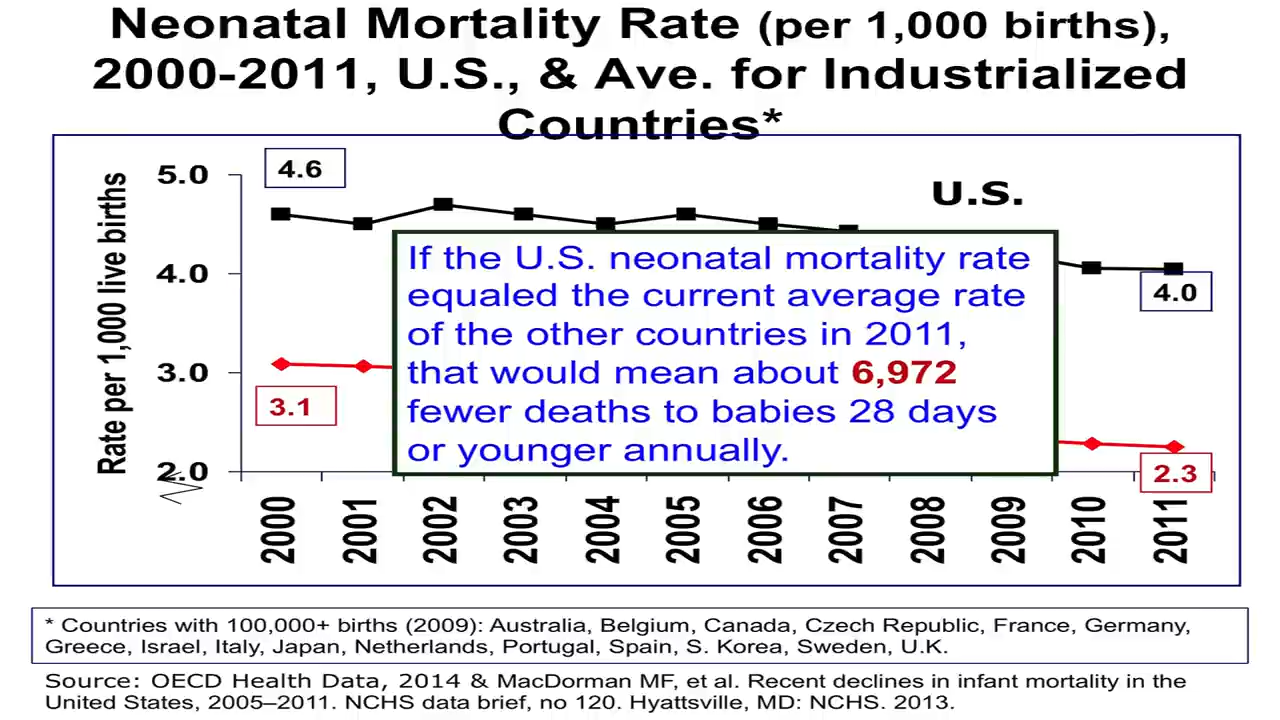 Neonatal Mortality Rate (per 1,000 births),
2000-2011, U.S., & Ave. for Industrialized
Countries*
Rate per 1,000 live births
5.0
4.0
3.0
2.0
4.6
U.S.
4.0
3.1
2.3
If the U.S. neonatal mortality rate
equaled the current average rate
of the other countries in 2011,
that would mean about 6,972
fewer deaths to babies 28 days
or younger annually.
2000
2001
2002
2003
2004
2005
2006
2007
2008
2009
2010
2011
* Countries with 100,000+ births (2009): Australia, Belgium, Canada, Czech Republic, France, Germany,
Greece, Israel, Italy, Japan, Netherlands, Portugal, Spain, S. Korea, Sweden, U.K.
Source: OECD Health Data, 2014 & MacDorman MF, et al. Recent declines in infant mortality in the
United States, 2005–2011. NCHS data brief, no 120. Hyattsville, MD: NCHS. 2013.